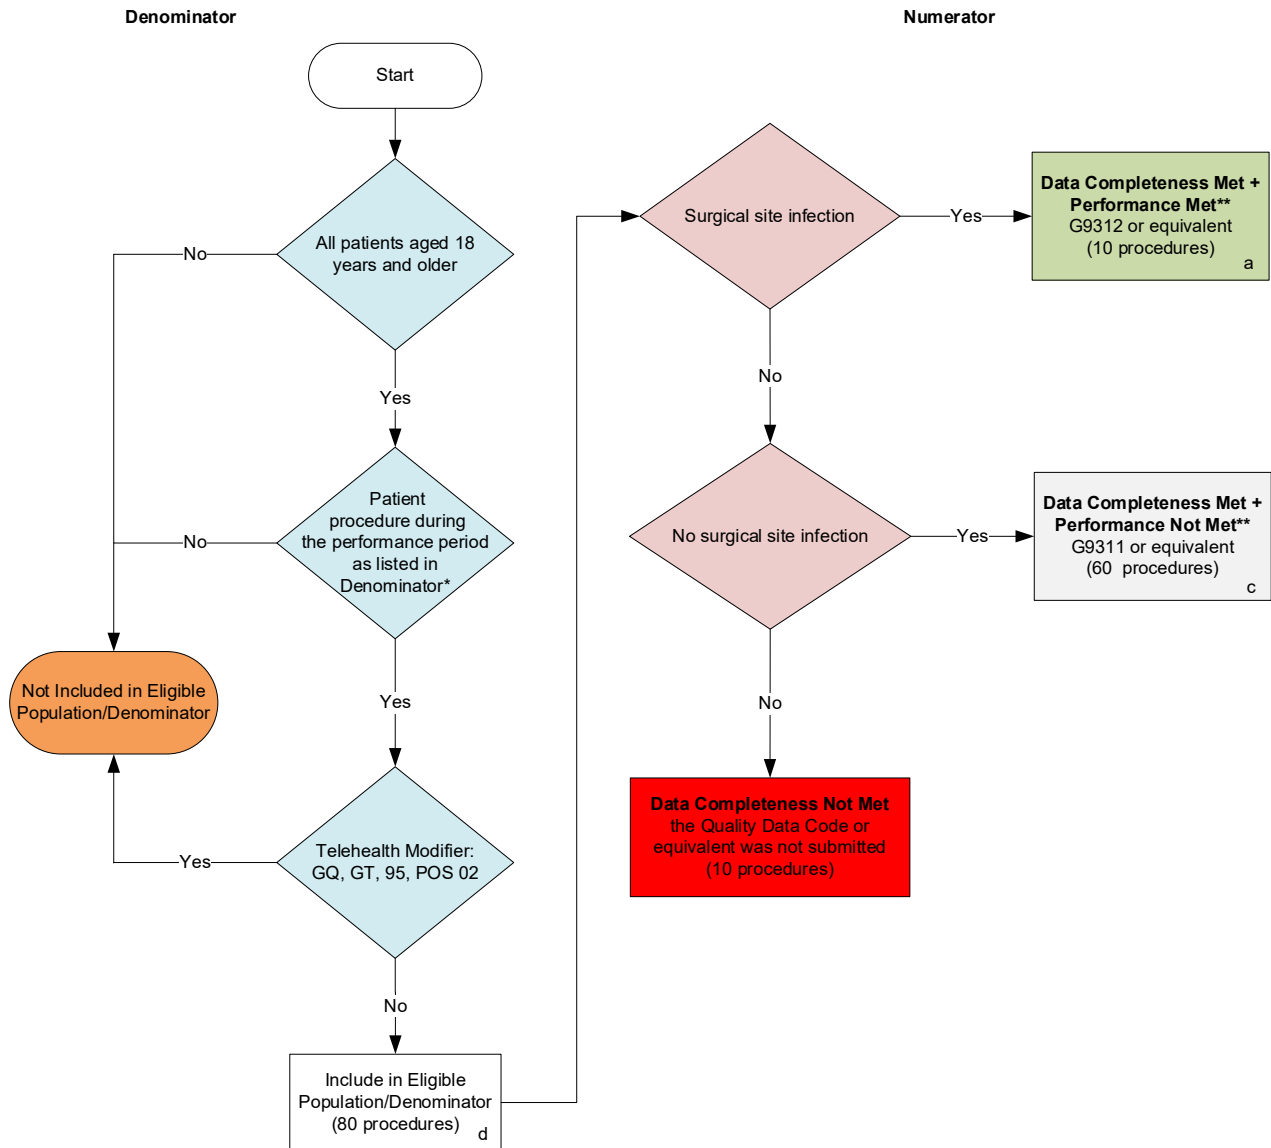 Denominator
Numerator
Start
All patients aged 18
years and older
No
Yes
Patient
procedure during
the performance period
as listed in
Denominator*
No
Yes
Not Included in Eligible
Population/Denominator
Telehealth Modifier:
GQ, GT, 95, POS 02
Yes
No
Include in Eligible
Population/Denominator
(80 procedures)
d
Surgical site infection
Yes
Data Completeness Met +
Performance Met**
G9312 or equivalent
(10 procedures)
a
No
No surgical site infection
Yes
Data Completeness Met +
Performance Not Met**
G9311 or equivalent
(60  procedures)
c
No
Data Completeness Not Met
the Quality Data Code or
equivalent was not submitted
(10 procedures)